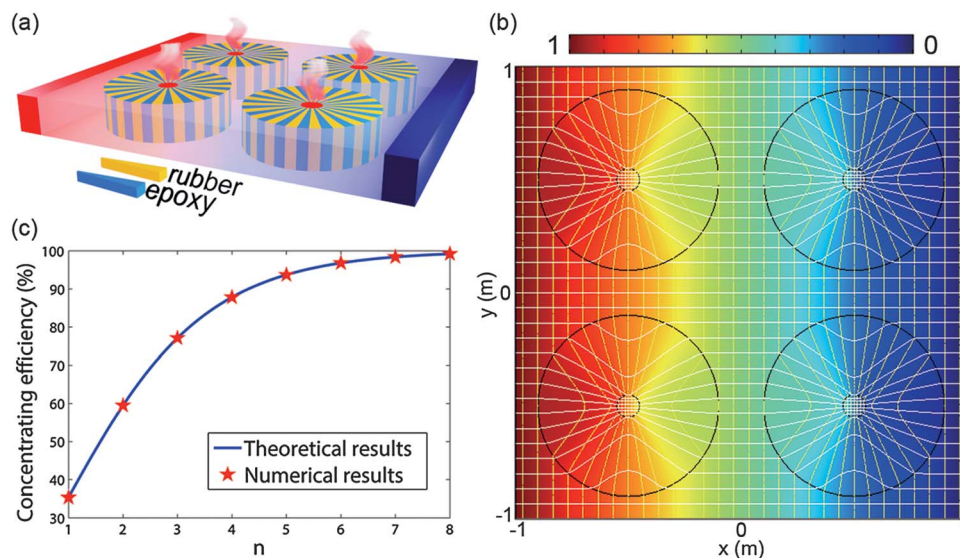 (a)
rubber
epoxy
(b)
1
0
1
0
-1
y (m)
-1
0
x (m)
(c)
100
90
80
70
60
50
40
30
Concentrating efficiency (%)
Theoretical results
Numerical results
1 2 3 4 5 6 7 8
n